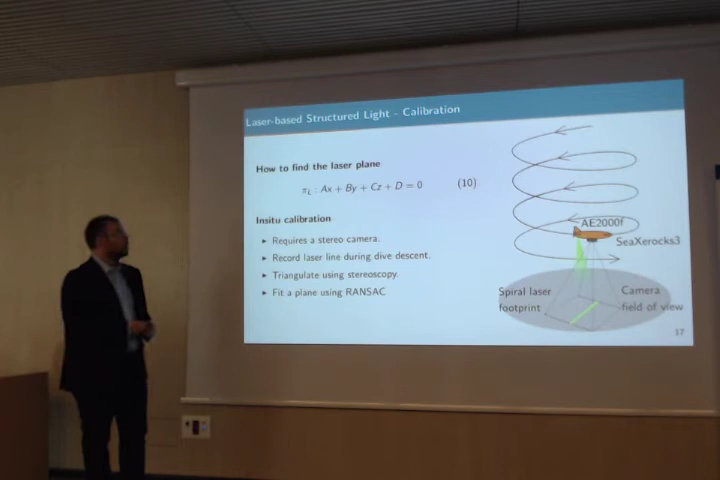 Laser-based Structured Light - Calibration
How to find the laser plane
π_L : Ax + By + Cz + D = 0 (10)
Insitu calibration
▸ Requires a stereo camera.
▸ Record laser line during dive descent.
▸ Triangulate using stereoscopy.
▸ Fit a plane using RANSAC
AE2000f
SeaXerocks3
Spiral laser
footprint
Camera
field of view
17